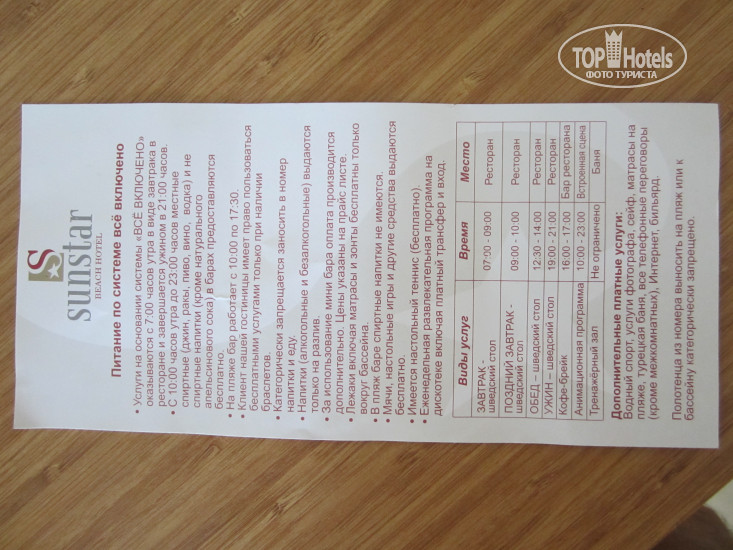 TOP Hotels
ФОТО ТУРИСТА
S
sunstar
BEACH HOTEL
Питание по системе всё включено
• Услуги на основании системы «ВСЁ ВКЛЮЧЕНО»
оказываются с 7.00 часов утра в виде завтрака в
ресторане и завершается ужином в 21:00 часов.
• С 10:00 часов утра до 23:00 часов местные
спиртные (джин, ракы, пиво, вино, водка) и не
спиртные напитки (кроме натурального
апельсинового сока) в барах предоставляются
бесплатно.
• На пляже бар работает с 10:00 по 17:30.
• Клиент нашей гостиницы имеет право пользоваться
бесплатными услугами только при наличии
браслетов.
• Категорически запрещается заносить в номер
напитки и еду.
• Напитки (алкогольные и безалкогольные) выдаются
только на разлив.
• За использование мини бара оплата производится
дополнительно. Цены указаны на прайс листе.
• Лежаки включая матрасы и зонты бесплатны только
вокруг бассейна.
• В пляж баре спиртные напитки не имеются.
• Мячи, настольные игры и другие средства выдаются
бесплатно.
• Имеется настольный теннис (бесплатно).
• Еженедельная развлекательная программа на
дискотеке включая платный трансфер и вход.
Виды услуг Время Место
ЗАВТРАК -
шведский стол 07:00 - 09:00 Ресторан
ПОЗДНИЙ ЗАВТРАК -
шведский стол 09:00 - 10:00 Ресторан
ОБЕД – шведский стол 12:30 - 14:00 Ресторан
УЖИН – шведский стол 19:00 - 21:00 Ресторан
Кофе-брейк 16:00 - 17:00 Бар ресторана
Анимационная программа 10:00 - 23:00 Встроенная сцена
Тренажёрный зал Не ограничено Баня
Дополнительные платные услуги:
Водный спорт, услуги фотографа, сейф, матрасы на
пляже, турецкая баня, все телефонные переговоры
(кроме межкомнатных), Интернет, бильярд.
Полотенца из номера выносить на пляж или к
бассейну категорически запрещено.